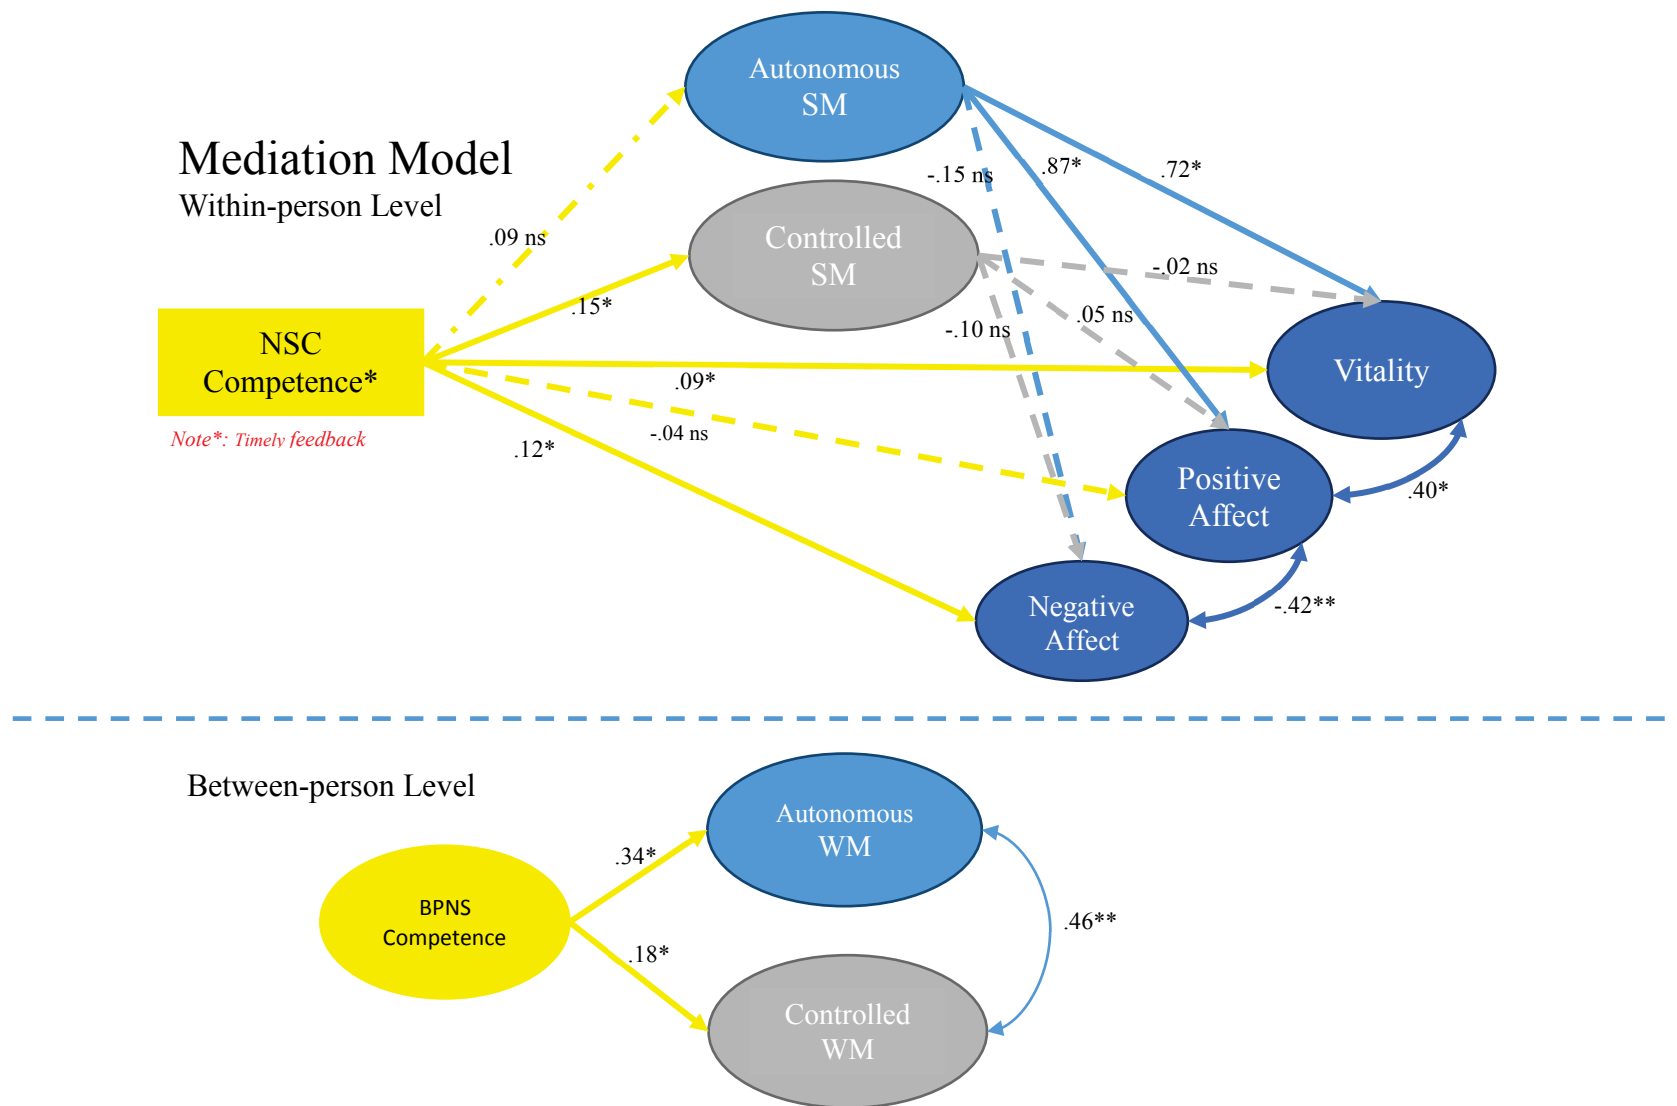 Autonomous
SM
Mediation Model
Within-person Level
-.15 ns
.87*
.72*
.09 ns
Controlled
SM
-.02 ns
.15*
-.10 ns
.05 ns
NSC
Competence*
Vitality
.09*
Note*: Timely feedback
-.04 ns
.12*
Positive
Affect
.40*
Negative
Affect
-.42**
Between-person Level
Autonomous
WM
.34*
BPNS
Competence
.46**
.18*
Controlled
WM